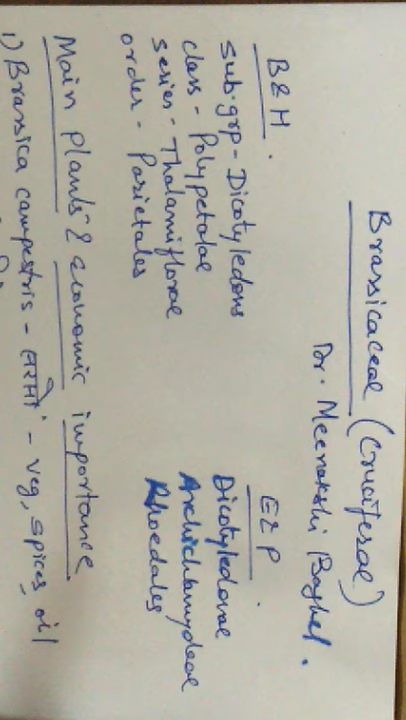 Brassicaceae (Cruciferae)
Dr. Meenakshi Baghel.
B&H.
Sub.grp - Dicotyledons
class - Polypetalae
series - Thalamiflorae
order - Parietales
E&P
Dicotyledonae
Archichlamydeae
Rhoedales
Main plants & economic importance
1) Brassica campestris - सरसों - veg, spices, oil